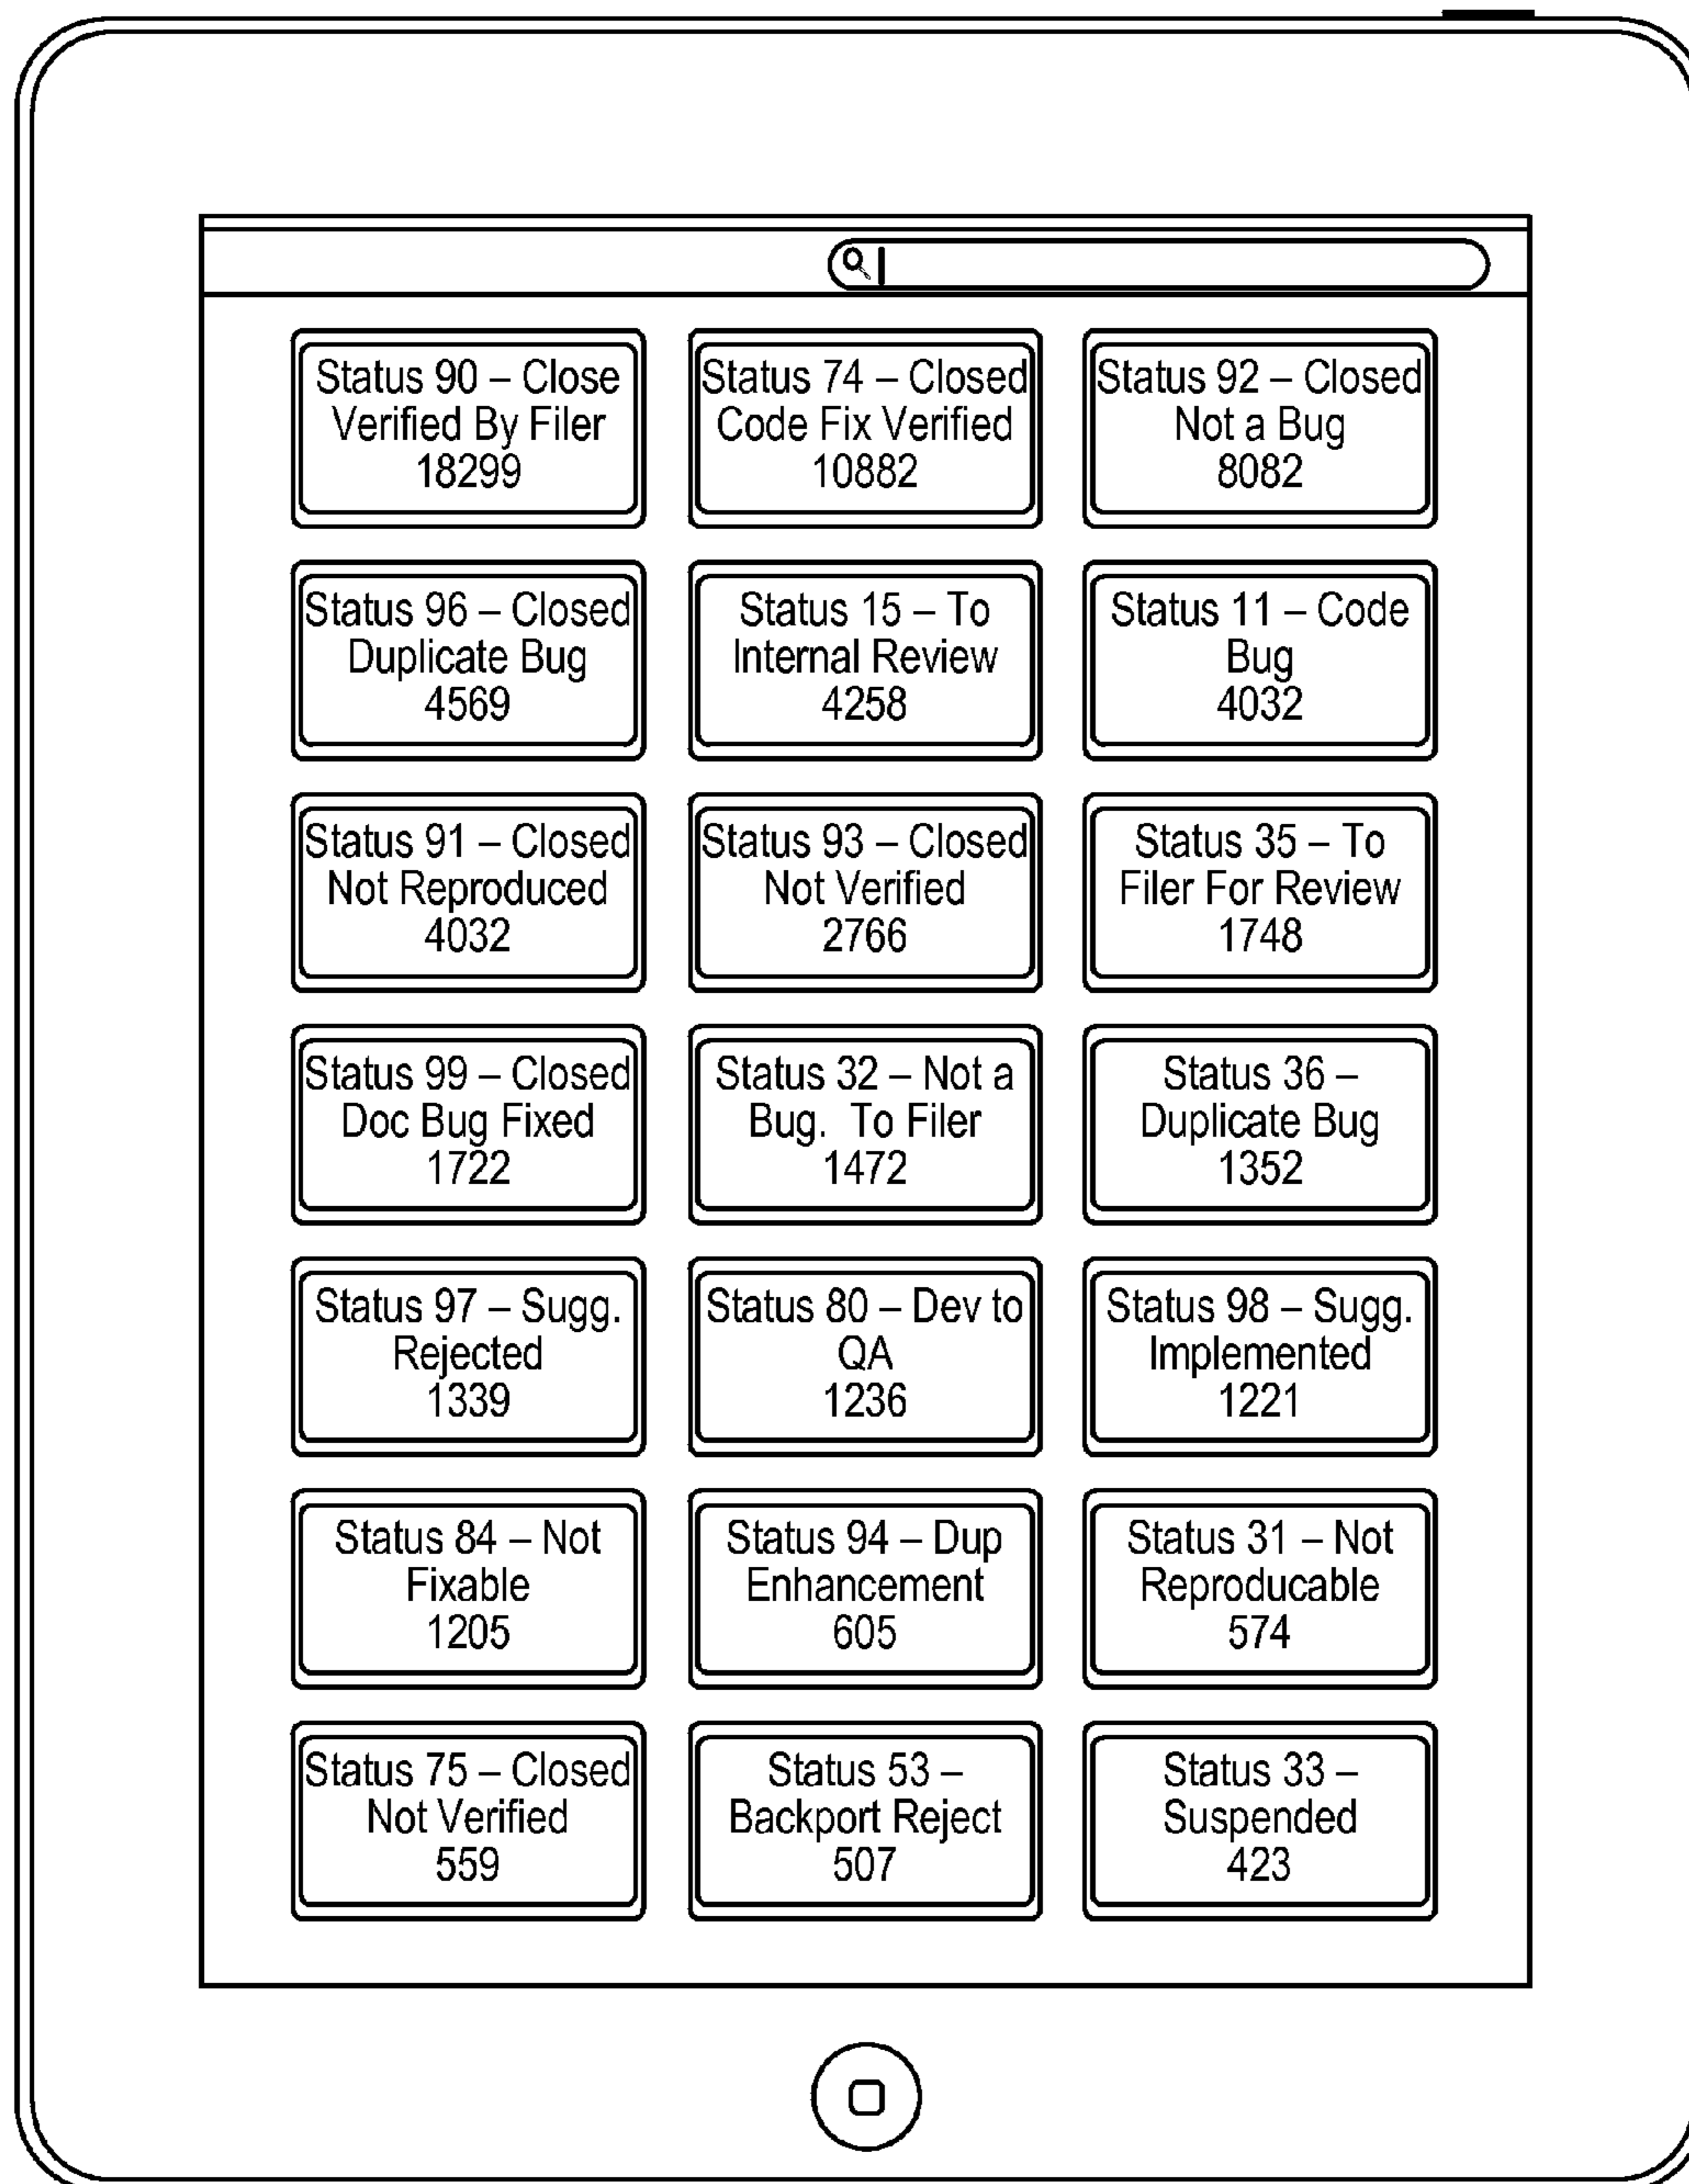 Status 90 – Close
Verified By Filer
18299
Status 74 – Closed
Code Fix Verified
10882
Status 92 – Closed
Not a Bug
8082
Status 96 – Closed
Duplicate Bug
4569
Status 15 – To
Internal Review
4258
Status 11 – Code
Bug
4032
Status 91 – Closed
Not Reproduced
4032
Status 93 – Closed
Not Verified
2766
Status 35 – To
Filer For Review
1748
Status 99 – Closed
Doc Bug Fixed
1722
Status 32 – Not a
Bug.  To Filer
1472
Status 36 –
Duplicate Bug
1352
Status 97 – Sugg.
Rejected
1339
Status 80 – Dev to
QA
1236
Status 98 – Sugg.
Implemented
1221
Status 84 – Not
Fixable
1205
Status 94 – Dup
Enhancement
605
Status 31 – Not
Reproducable
574
Status 75 – Closed
Not Verified
559
Status 53 –
Backport Reject
507
Status 33 –
Suspended
423